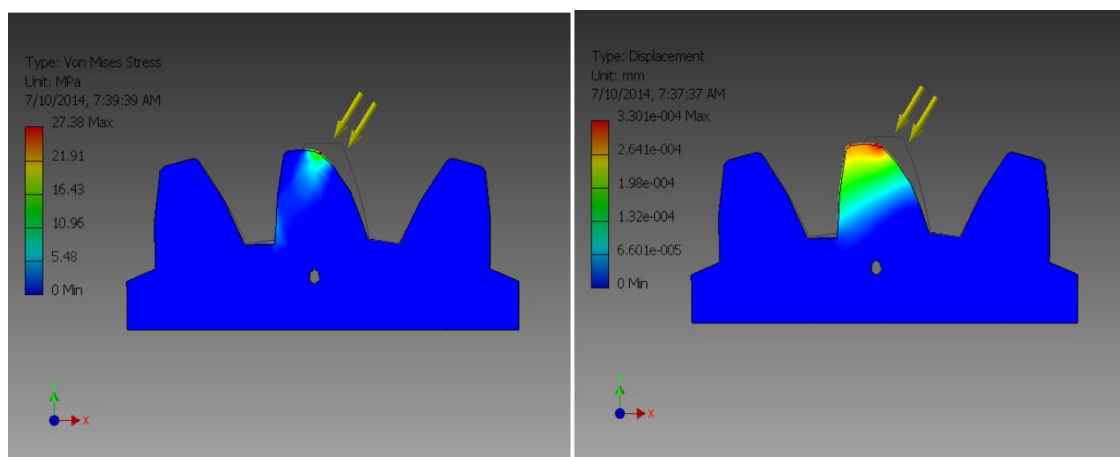 Type: Von Mises Stress
Unit: MPa
7/10/2014, 7:39:39 AM
27.38 Max
21.91
16.43
10.96
5.48
0 Min
Y
X
Type: Displacement
Unit: mm
7/10/2014, 7:37:37 AM
3.301e-004 Max
2.641e-004
1.98e-004
1.32e-004
6.601e-005
0 Min
Y
X